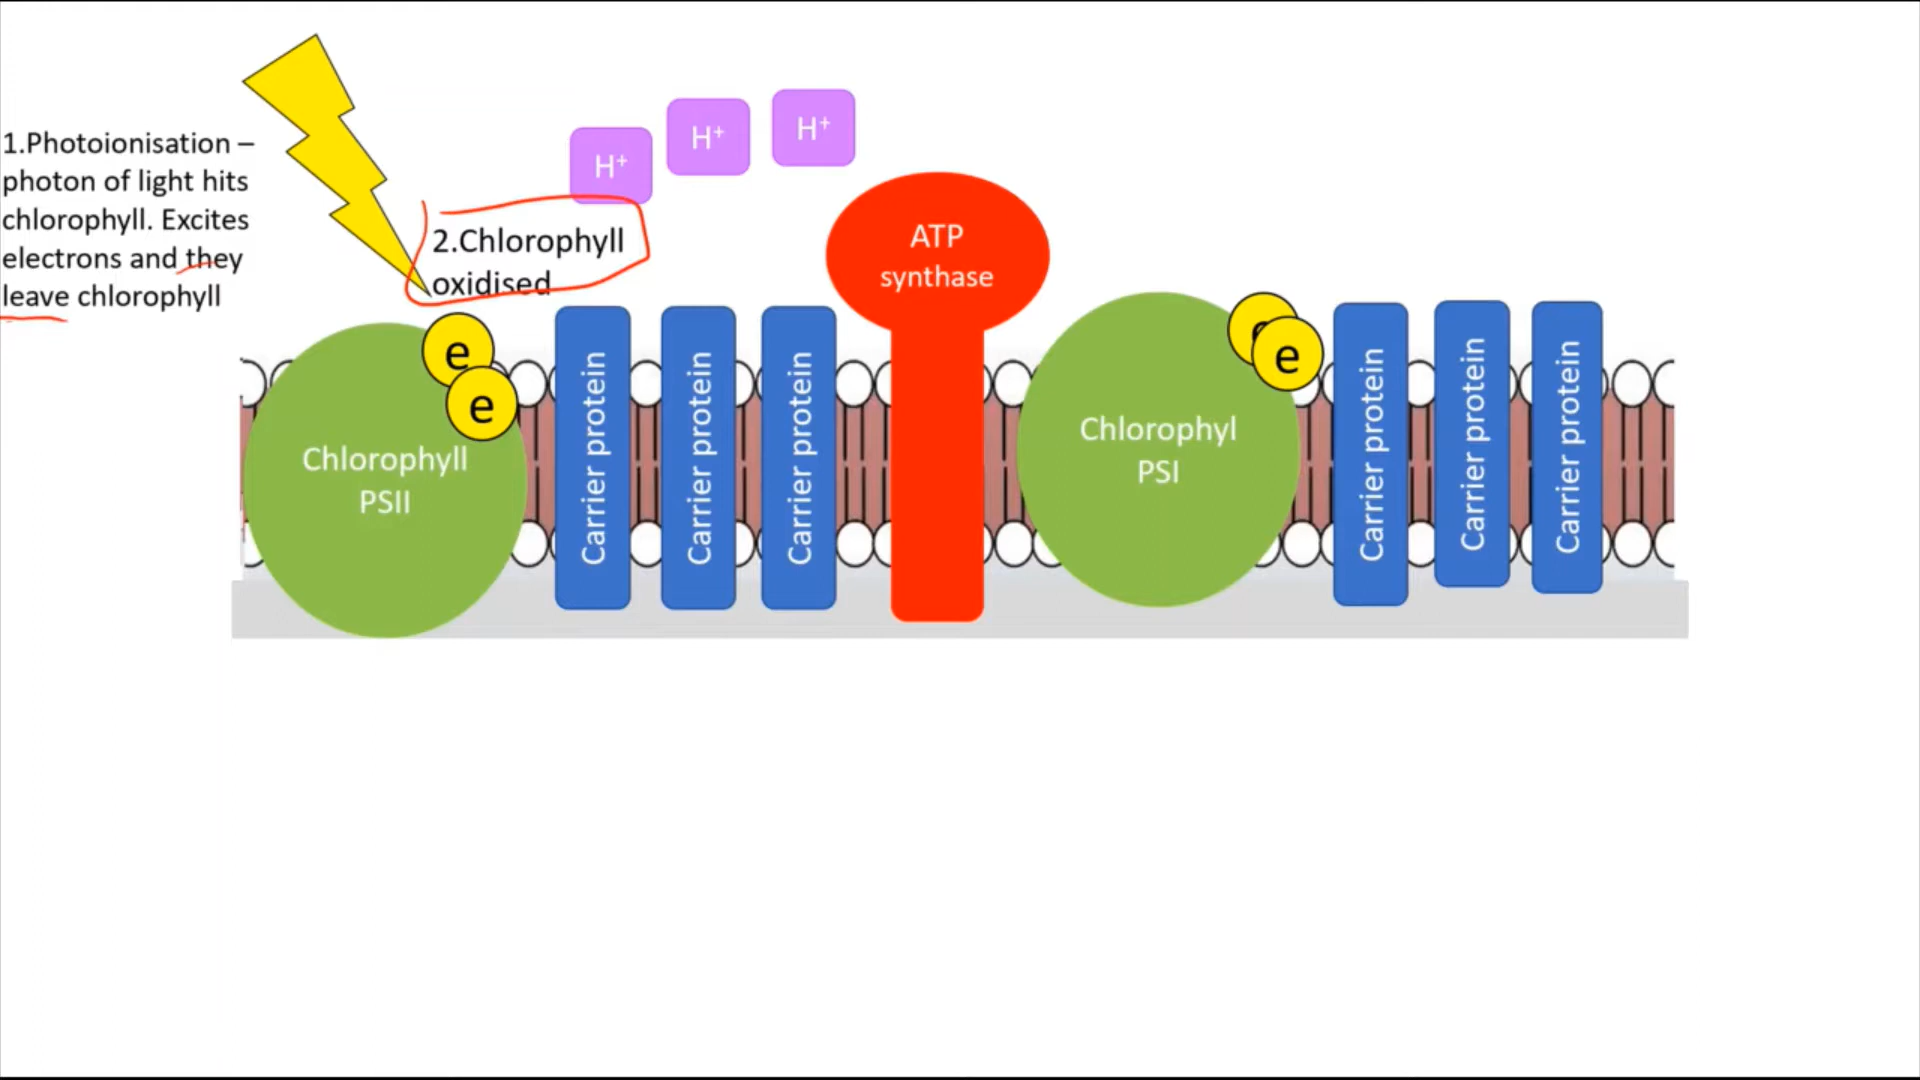 1.Photoionisation –
photon of light hits
chlorophyll. Excites
electrons and they
leave chlorophyll
2.Chlorophyll
oxidised
H⁺
H⁺
H⁺
ATP
synthase
e
e
Chlorophyll
PSII
Carrier protein
Carrier protein
Carrier protein
Chlorophyl
PSI
e
e
Carrier protein
Carrier protein
Carrier protein